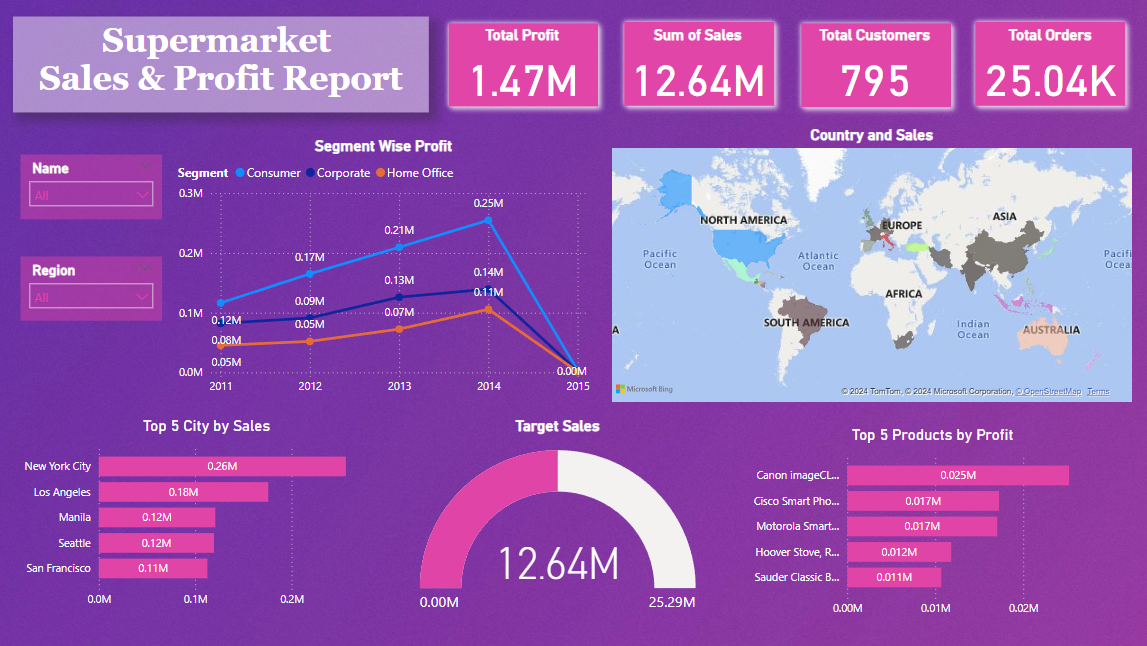 Supermarket
Sales & Profit Report
Total Profit
1.47M
Sum of Sales
12.64M
Total Customers
795
Total Orders
25.04K
Name
All
Region
All
Segment Wise Profit
Segment Consumer Corporate Home Office
0.3M
0.2M
0.1M
0.0M
0.25M
0.21M
0.17M
0.14M
0.13M
0.11M
0.09M
0.07M
0.05M
0.12M
0.08M
0.05M
0.00M
2011 2012 2013 2014 2015
Country and Sales
NORTH AMERICA
EUROPE
ASIA
Pacific
Ocean
Atlantic
Ocean
Pacifi
Oce
AFRICA
SOUTH AMERICA
Indian
Ocean
AUSTRALIA
A
Microsoft Bing
© 2024 TomTom, © 2024 Microsoft Corporation, © OpenStreetMap Terms
Top 5 City by Sales
New York City 0.26M
Los Angeles 0.18M
Manila 0.12M
Seattle 0.12M
San Francisco 0.11M
0.0M 0.1M 0.2M
Target Sales
12.64M
0.00M 25.29M
Top 5 Products by Profit
Canon imageCL... 0.025M
Cisco Smart Pho... 0.017M
Motorola Smart... 0.017M
Hoover Stove, R... 0.012M
Sauder Classic B... 0.011M
0.00M 0.01M 0.02M